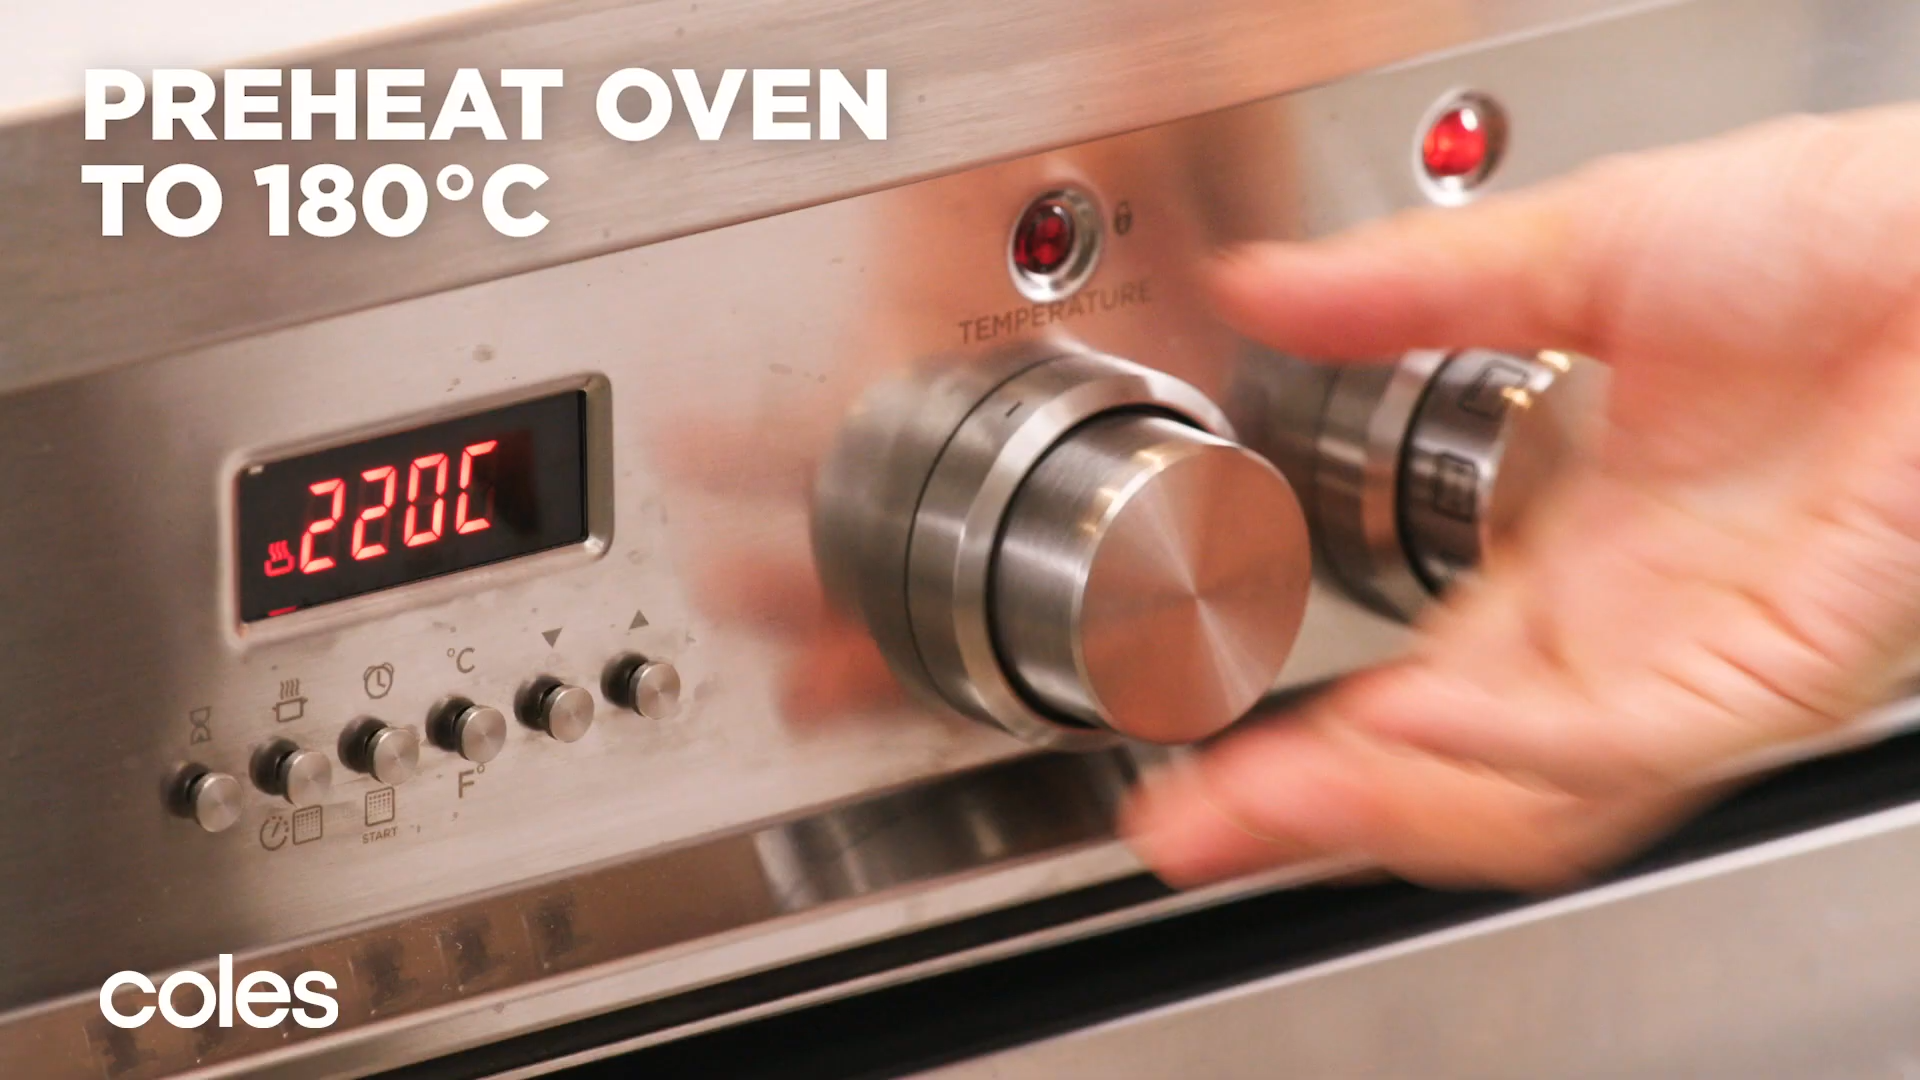 PREHEAT OVEN
TO 180°C
TEMPERATURE
220C
°C
F°
START
coles